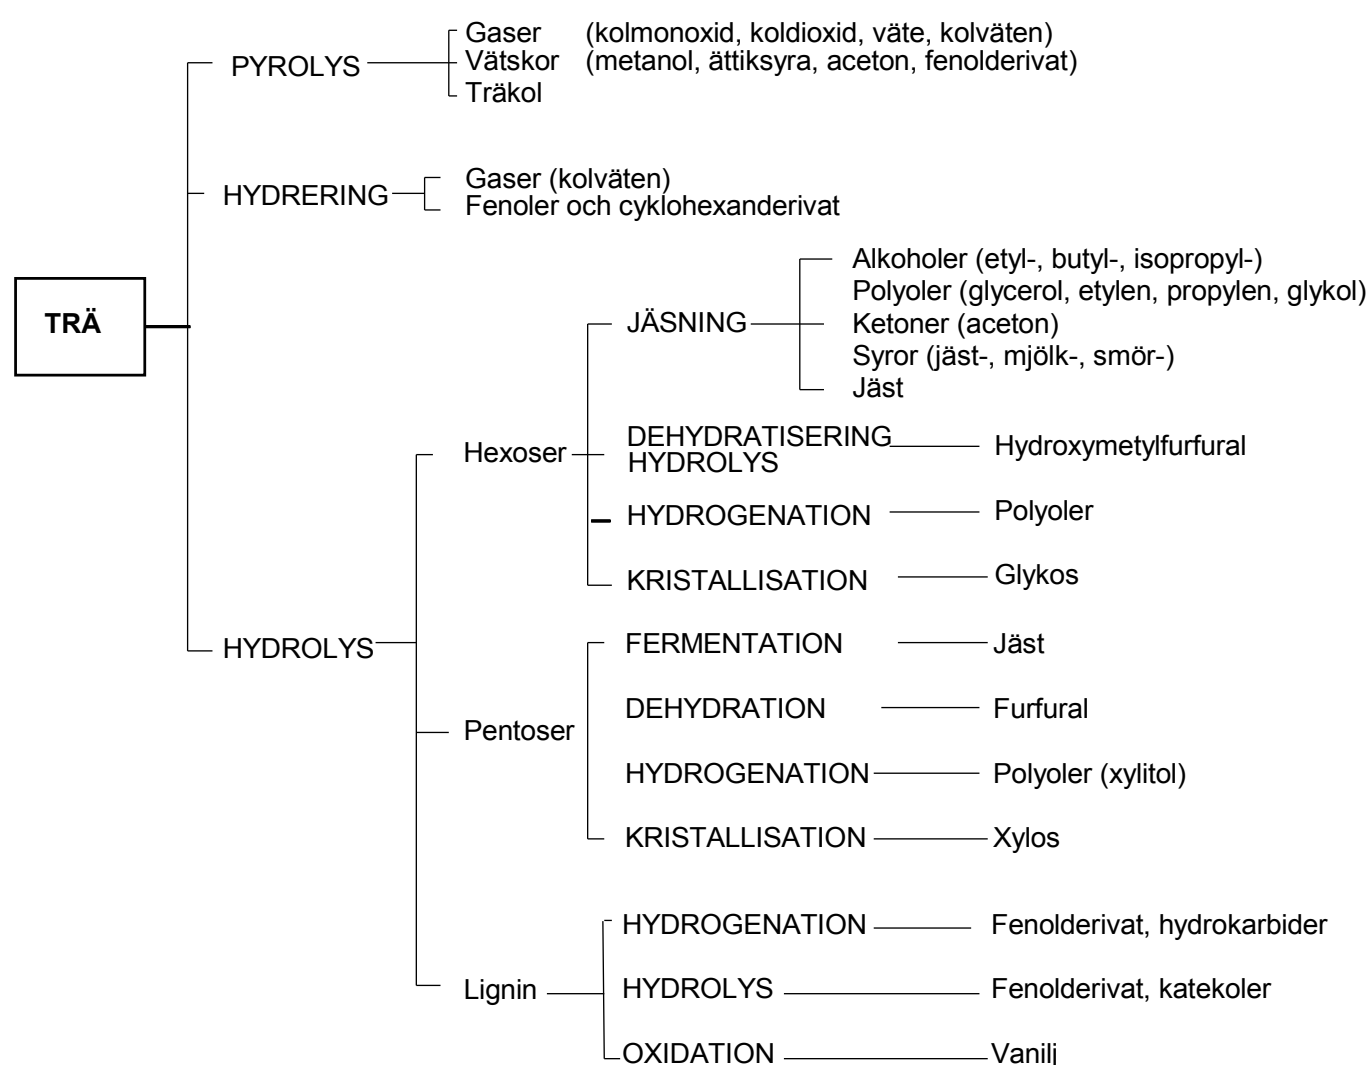 Gaser (kolmonoxid, koldioxid, väte, kolväten)
PYROLYS Vätskor (metanol, ättiksyra, aceton, fenolderivat)
Träkol
HYDRERING Gaser (kolväten)
Fenoler och cyklohexanderivat
TRÄ
Alkoholer (etyl-, butyl-, isopropyl-)
Polyoler (glycerol, etylen, propylen, glykol)
JÄSNING Ketoner (aceton)
Syror (jäst-, mjölk-, smör-)
Jäst
Hexoser
DEHYDRATISERING
HYDROLYS Hydroxymetylfurfural
HYDROGENATION Polyoler
KRISTALLISATION Glykos
HYDROLYS
FERMENTATION Jäst
DEHYDRATION Furfural
Pentoser
HYDROGENATION Polyoler (xylitol)
KRISTALLISATION Xylos
HYDROGENATION Fenolderivat, hydrokarbider
Lignin HYDROLYS Fenolderivat, katekoler
OXIDATION Vanilj